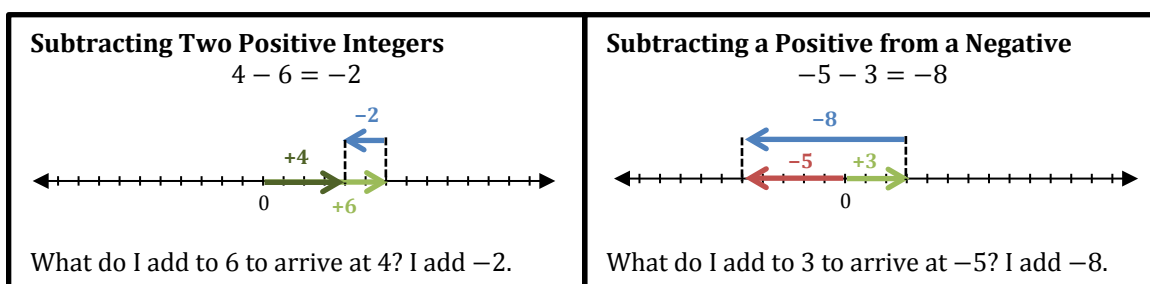 Subtracting Two Positive Integers
4 − 6 = −2
−2
+4
0
+6
What do I add to 6 to arrive at 4? I add −2.
Subtracting a Positive from a Negative
−5 − 3 = −8
−8
−5
+3
0
What do I add to 3 to arrive at −5? I add −8.